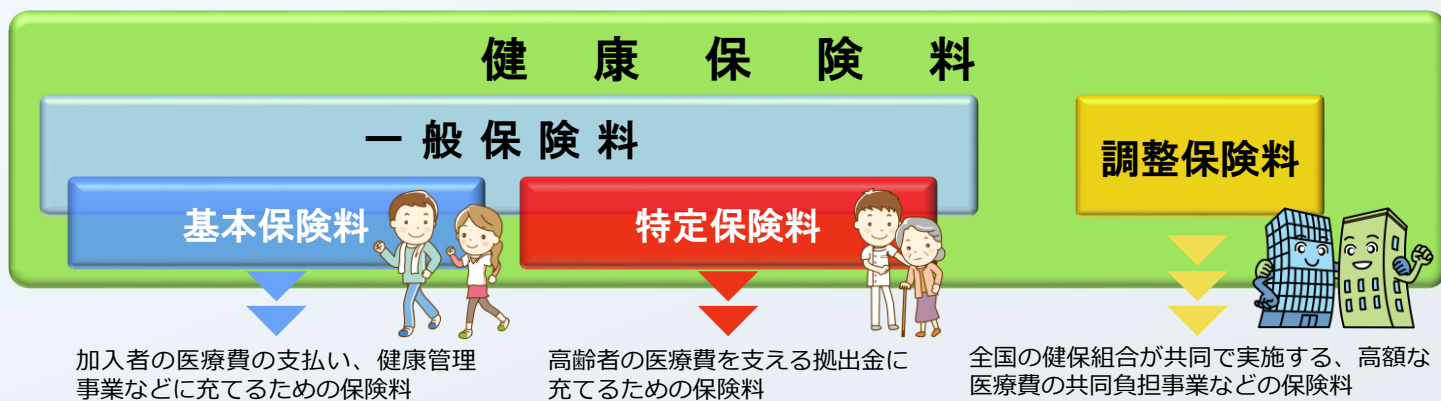 健康保険料
一般保険料
調整保険料
基本保険料
特定保険料
加入者の医療費の支払い、健康管理
事業などに充てるための保険料
高齢者の医療費を支える拠出金に
充てるための保険料
全国の健保組合が共同で実施する、高額な
医療費の共同負担事業などの保険料